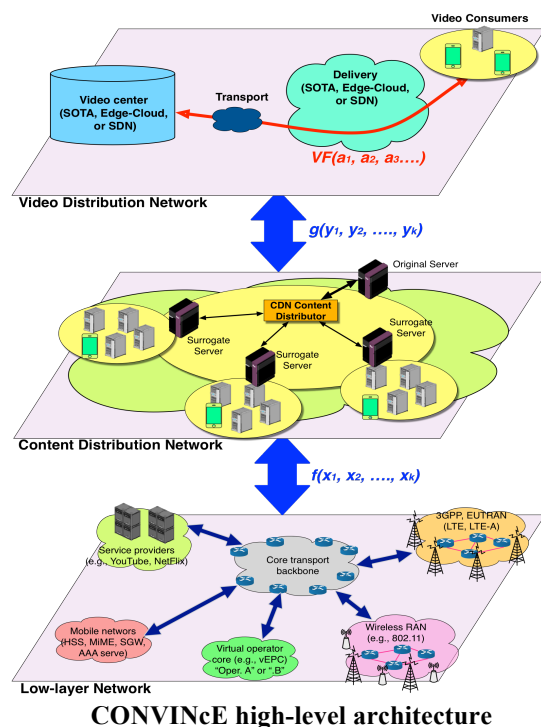 Video Consumers
Delivery
(SOTA, Edge-Cloud,
or SDN)
Video center
(SOTA, Edge-Cloud,
or SDN)
Transport
VF(a1, a2, a3....)
Video Distribution Network
g(y1, y2, ...., yk)
Original Server
CDN Content
Distributor
Surrogate
Server
Surrogate
Server
Surrogate
Server
Content Distribution Network
f(x1, x2, ...., xk)
3GPP, EUTRAN
(LTE, LTE-A)
Service providers
(e.g., YouTube, NetFlix)
Core transport
backbone
Mobile network
(HSS, MiME, SGW,
AAA serve)
Virtual operator
core (e.g., vEPC)
"Oper. A" or ".B"
Wireless RAN
(e.g., 802.11)
Low-layer Network
CONVINcE high-level architecture